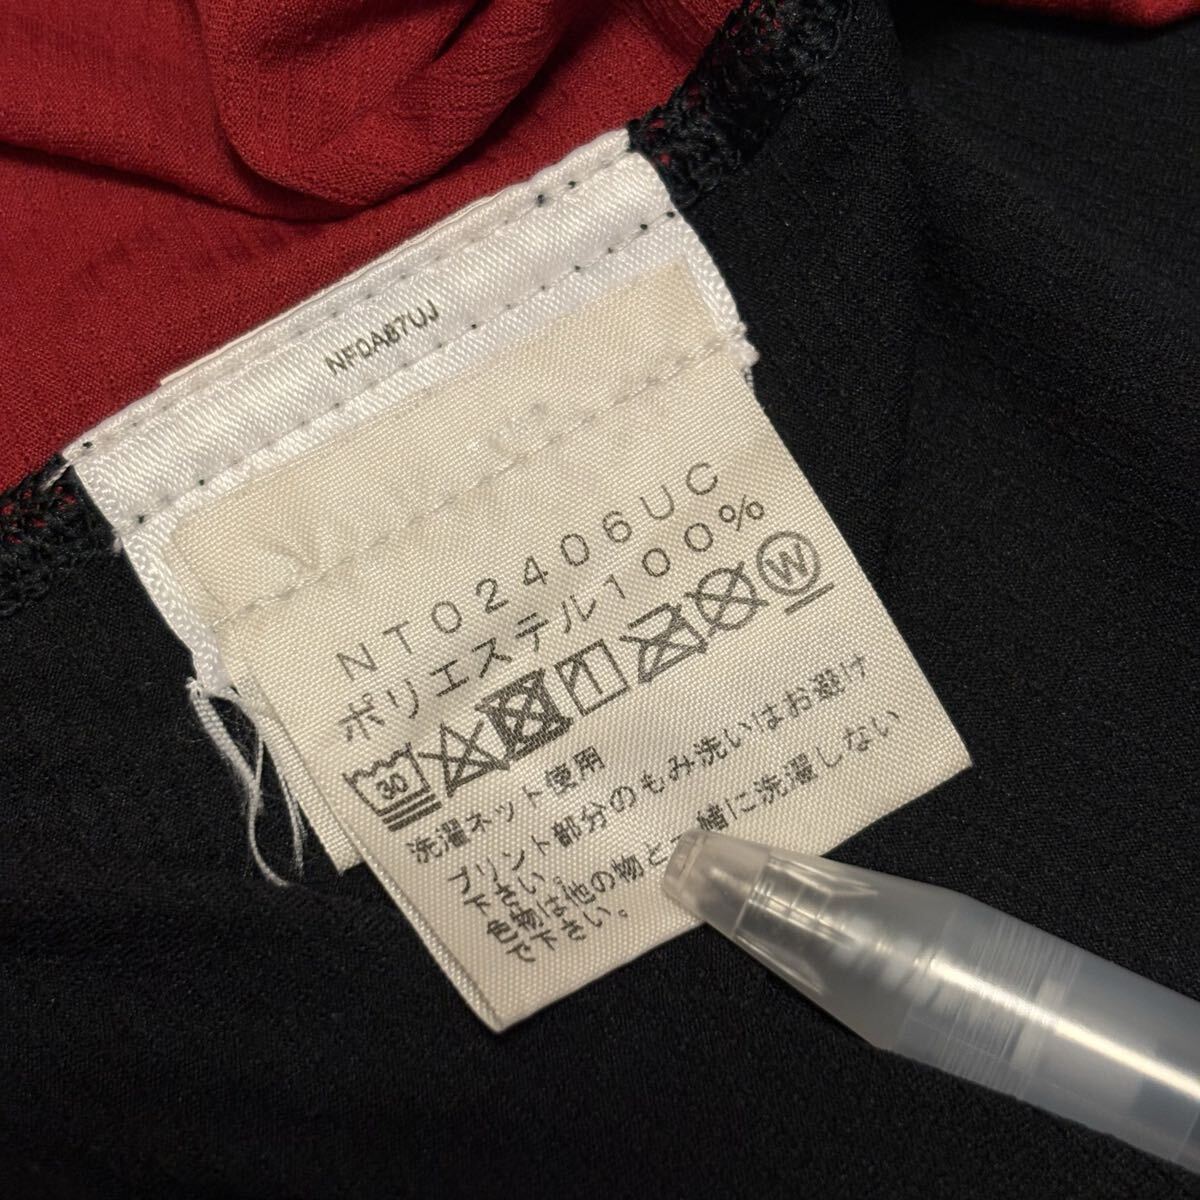 NF0A87UJ
NT02406UC
ポリエステル100%
30
W
洗濯ネット使用
プリント部分のもみ洗いはお避け
下さい。
色物は他の物と一緒に洗濯しない
で下さい。